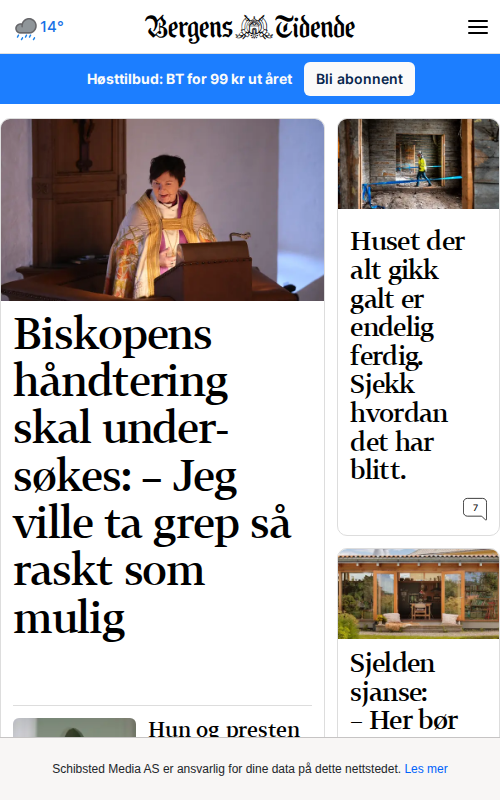 14°
Bergens Tidende
Høsttilbud: BT for 99 kr ut året
Bli abonnent
Biskopens
håndtering
skal under-
søkes: – Jeg
ville ta grep så
raskt som
mulig
Hun og presten
Huset der
alt gikk
galt er
endelig
ferdig.
Sjekk
hvordan
det har
blitt.
7
Sjelden
sjanse:
– Her bør
Schibsted Media AS er ansvarlig for dine data på dette nettstedet. Les mer